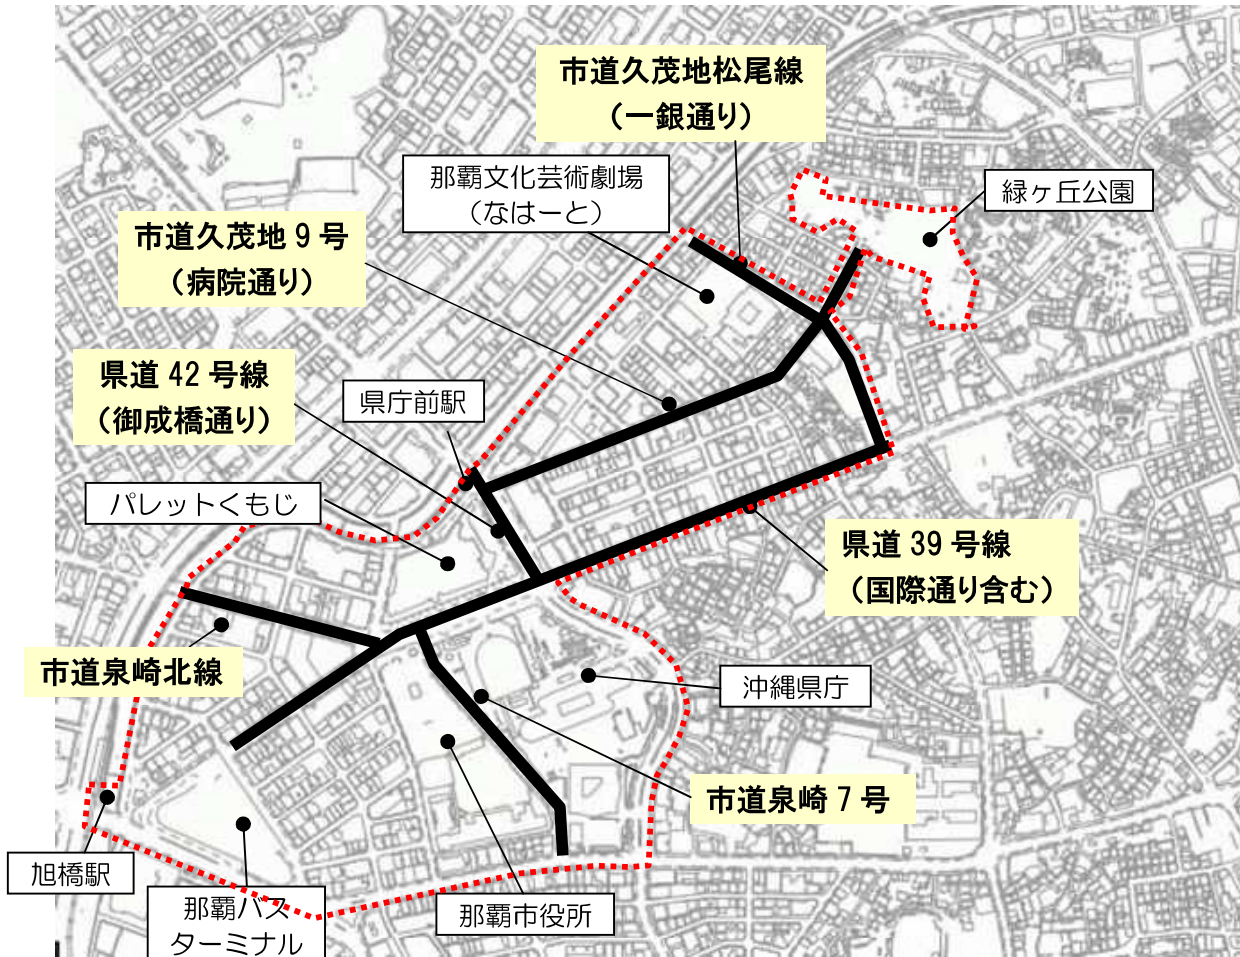 市道久茂地松尾線
（一銀通り）
那覇文化芸術劇場
（なはーと）
緑ヶ丘公園
市道久茂地 9 号
（病院通り）
県道 42 号線
（御成橋通り）
県庁前駅
パレットくもじ
県道 39 号線
（国際通り含む）
市道泉崎北線
沖縄県庁
市道泉崎 7 号
旭橋駅
那覇バス
ターミナル
那覇市役所